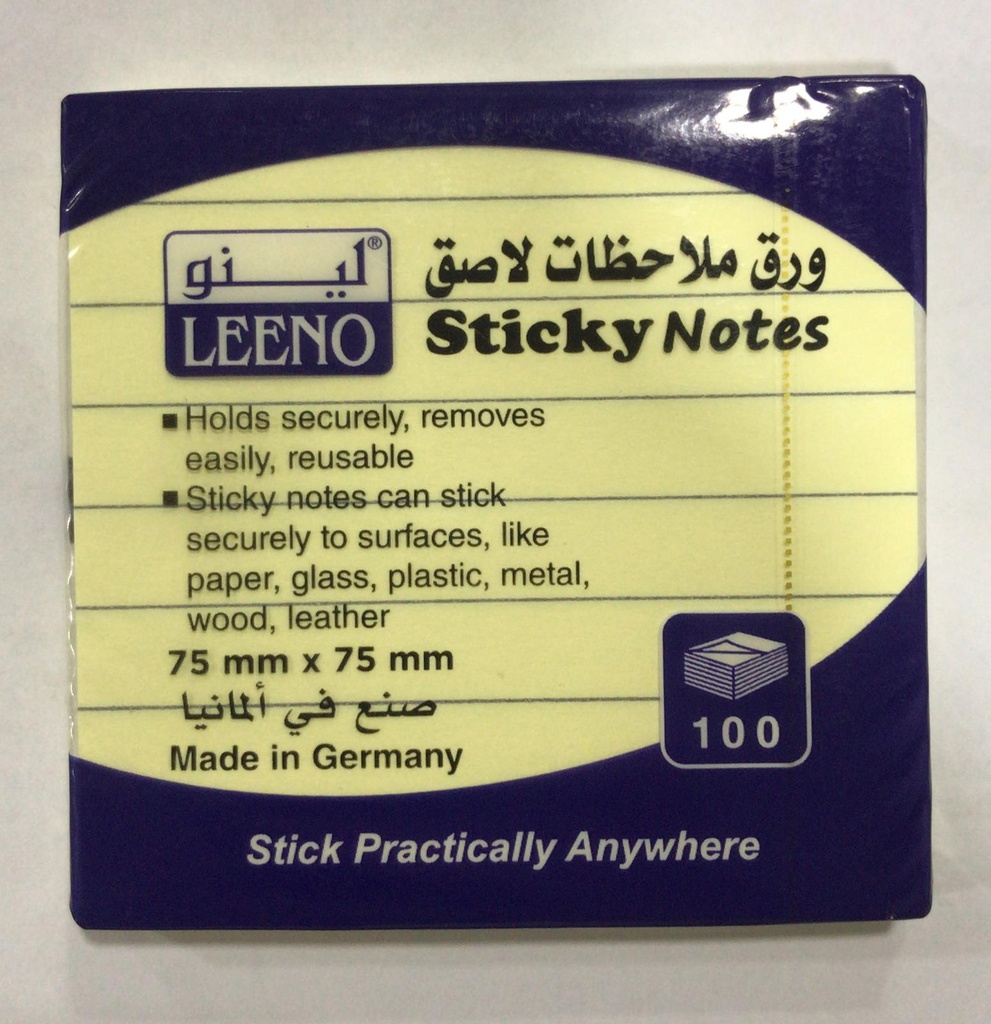 لينو®
LEENO
ورق ملاحظات لاصق
Sticky Notes
▪ Holds securely, removes
easily, reusable
▪ Sticky notes can stick
securely to surfaces, like
paper, glass, plastic, metal,
wood, leather
75 mm x 75 mm
صنع في ألمانيا
Made in Germany
100
Stick Practically Anywhere